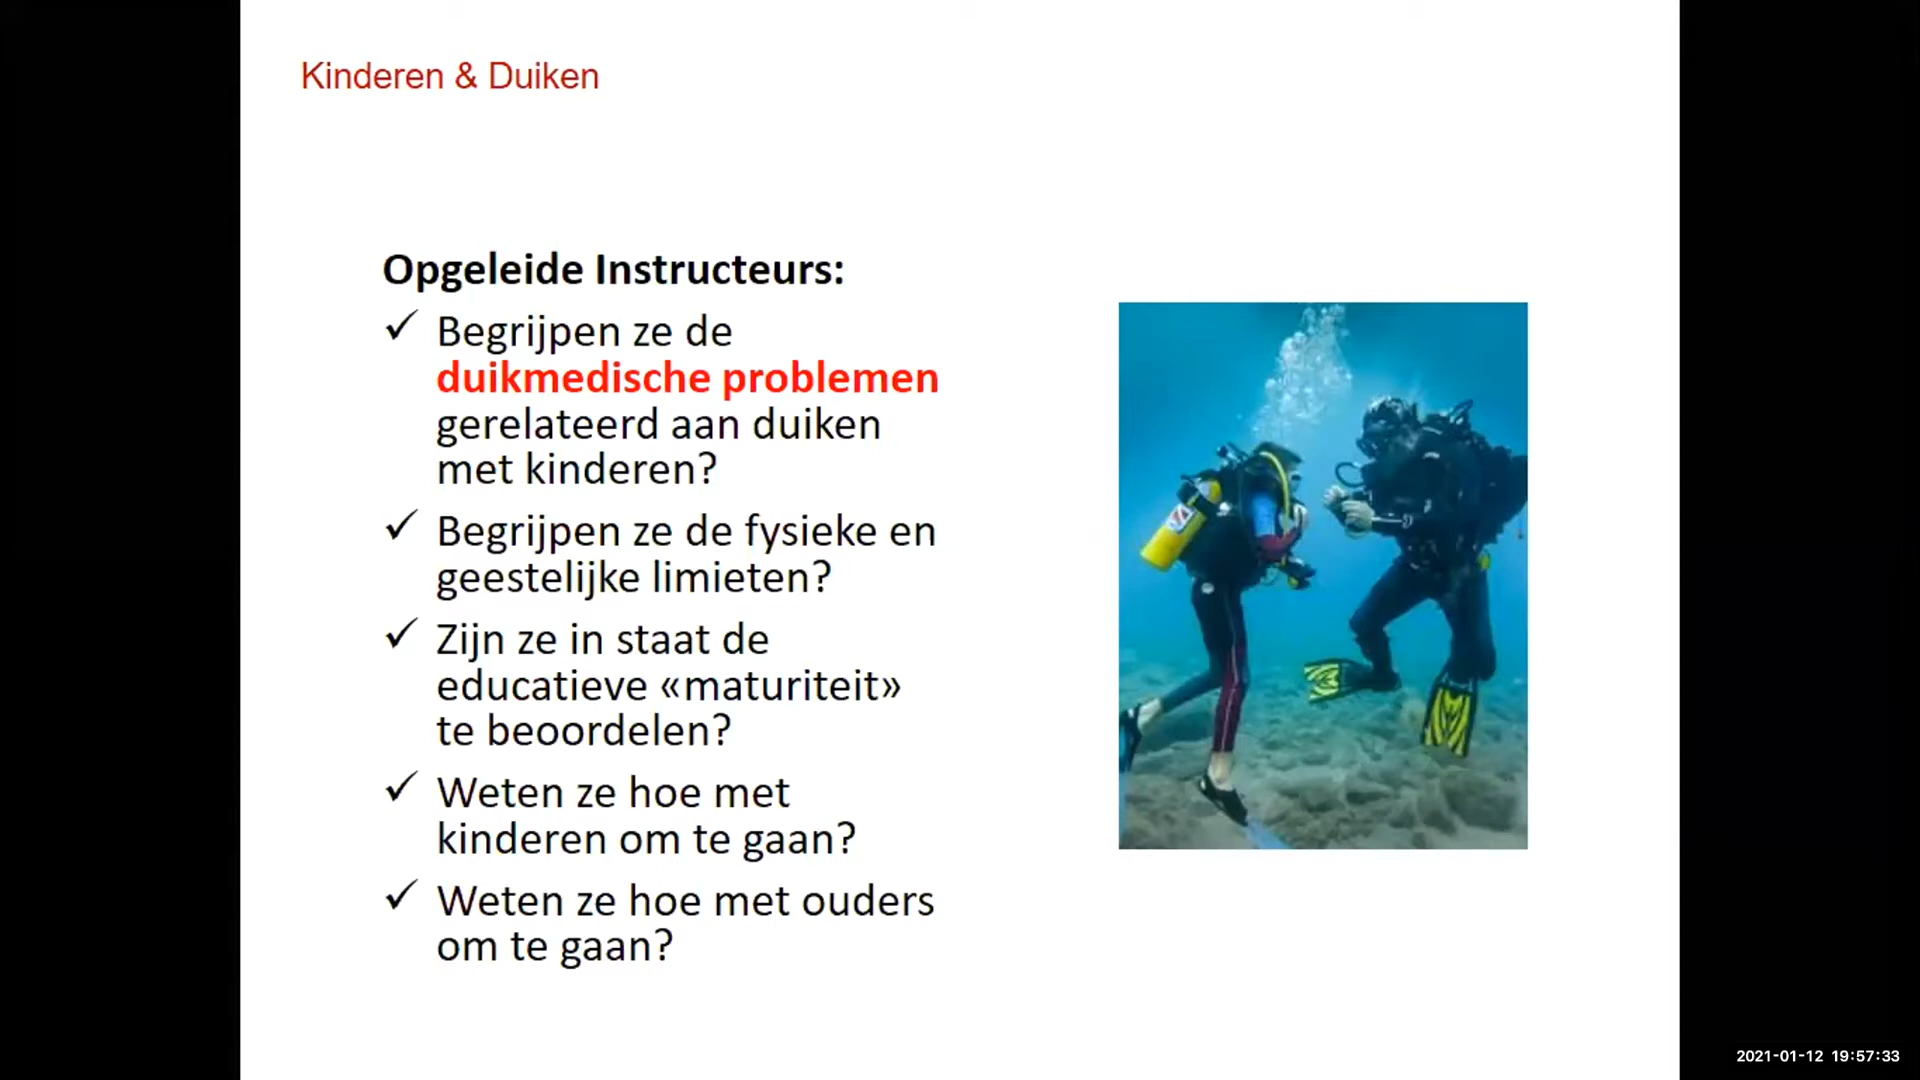 Kinderen & Duiken
Opgeleide Instructeurs:
✓ Begrijpen ze de
duikmedische problemen
gerelateerd aan duiken
met kinderen?
✓ Begrijpen ze de fysieke en
geestelijke limieten?
✓ Zijn ze in staat de
educatieve «maturiteit»
te beoordelen?
✓ Weten ze hoe met
kinderen om te gaan?
✓ Weten ze hoe met ouders
om te gaan?
2021-01-12 19:57:33